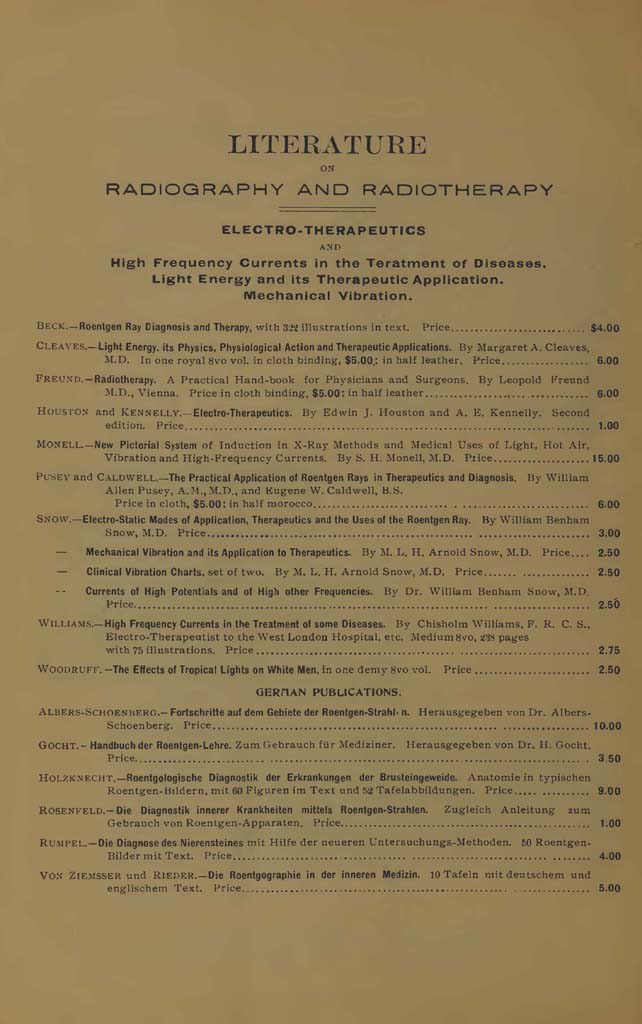 LITERATURE
ON
RADIOGRAPHY AND RADIOTHERAPY
ELECTRO-THERAPEUTICS
AND
High Frequency Currents in the Teratment of Diseases.
Light Energy and its Therapeutic Application.
Mechanical Vibration.
BECK.—Roentgen Ray Diagnosis and Therapy, with 322 illustrations in text. Price.............................. $4.00
CLEAVES.—Light Energy, its Physics, Physiological Action and Therapeutic Applications. By Margaret A. Cleaves,
M.D. In one royal 8vo vol. in cloth binding, $5.00; in half leather. Price.................. 6.00
FREUND.—Radiotherapy. A Practical Hand-book for Physicians and Surgeons. By Leopold Freund
M.D., Vienna. Price in cloth binding, $5.00: in half leather.................................. 6.00
HOUSTON and KENNELLY.—Electro-Therapeutics. By Edwin J. Houston and A. E. Kennelly. Second
edition. Price.................................................................................. 1.00
MONELL.—New Pictorial System of Induction in X-Ray Methods and Medical Uses of Light, Hot Air,
Vibration and High-Frequency Currents. By S. H. Monell, M.D. Price.................... 15.00
PUSEY and CALDWELL.—The Practical Application of Roentgen Rays in Therapeutics and Diagnosis. By William
Allen Pusey, A.M., M.D., and Eugene W. Caldwell, B.S.
Price in cloth, $5.00: in half morocco....................................................... 6.00
SNOW.—Electro-Static Modes of Application, Therapeutics and the Uses of the Roentgen Ray. By William Benham
Snow, M.D. Price............................................................................. 3.00
— Mechanical Vibration and its Application to Therapeutics. By M. L. H. Arnold Snow, M.D. Price.... 2.50
— Clinical Vibration Charts. set of two. By M. L. H. Arnold Snow, M.D. Price...................... 2.50
-- Currents of High Potentials and of High other Frequencies. By Dr. William Benham Snow, M.D.
Price.......................................................................................... 2.50
WILLIAMS.—High Frequency Currents in the Treatment of some Diseases. By Chisholm Williams, F. R. C. S.,
Electro-Therapeutist to the West London Hospital, etc. Medium 8vo, 238 pages
with 75 illustrations. Price.................................................................. 2.75
WOODRUFF.—The Effects of Tropical Lights on White Men. in one demy 8vo vol. Price........................ 2.50
GERMAN PUBLICATIONS.
ALBERS-SCHOENBERG.—Fortschritte auf dem Gebiete der Roentgen-Strahl n. Herausgegeben von Dr. Albers-
Schoenberg. Price............................................................................. 10.00
GOCHT.- Handbuch der Roentgen-Lehre. Zum Gebrauch für Mediziner. Herausgegeben von Dr. H. Gocht.
Price.......................................................................................... 3 50
HOLZKNECHT.—Roentgologische Diagnostik der Erkrankungen der Brusteingeweide. Anatomie in typischen
Roentgen-Bildern, mit 60 Figuren im Text und 52 Tafelabbildungen. Price................ 9.00
ROSENFELD.—Die Diagnostik innerer Krankheiten mittels Roentgen-Strahlen. Zugleich Anleitung zum
Gebrauch von Roentgen-Apparaten. Price...................................................... 1.00
RUMPEL.—Die Diagnose des Nierensteines mit Hilfe der neueren Untersuchungs-Methoden. 50 Roentgen-
Bilder mit Text. Price........................................................................ 4.00
VON ZIEMSSER und RIEDER.—Die Roentgographie in der inneren Medizin. 10 Tafeln mit deutschem und
englischem Text. Price........................................................................ 5.00